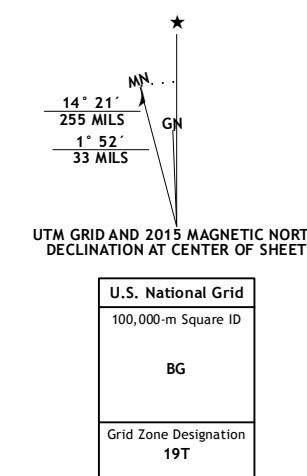 ★
MN
14° 21´
255 MILS
GN
1° 52´
33 MILS
UTM GRID AND 2015 MAGNETIC NORT
DECLINATION AT CENTER OF SHEET
U.S. National Grid
100,000-m Square ID
BG
Grid Zone Designation
19T